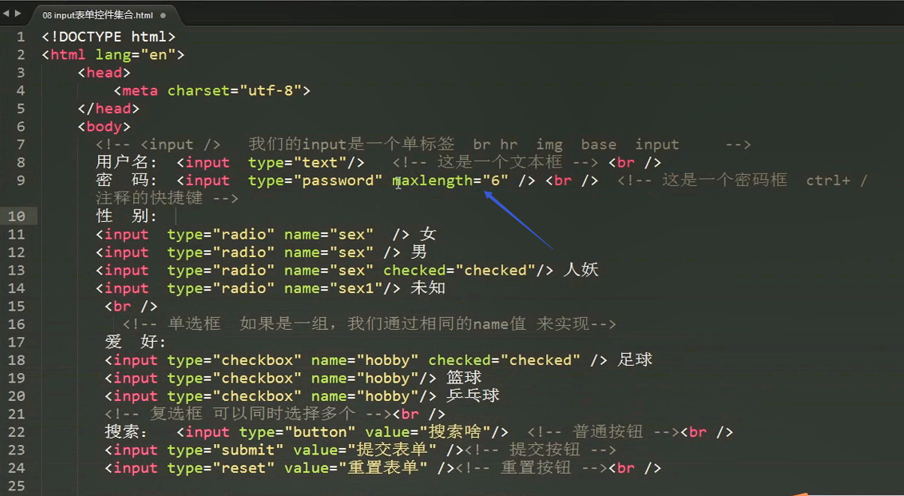 08 input表单控件集合.html
1 <!DOCTYPE html>
2 <html lang="en">
3 <head>
4 <meta charset="utf-8">
5 </head>
6 <body>
7 <!-- <input /> 我们的input是一个单标签 br hr img base input -->
8 用户名: <input type="text"/> <!-- 这是一个文本框 --> <br />
9 密 码: <input type="password" maxlength="6" /> <br /> <!-- 这是一个密码框 ctrl+ /
注释的快捷键 -->
10 性 别:
11 <input type="radio" name="sex" /> 女
12 <input type="radio" name="sex" /> 男
13 <input type="radio" name="sex" checked="checked"/> 人妖
14 <input type="radio" name="sex1"/> 未知
15 <br />
16 <!-- 单选框 如果是一组，我们通过相同的name值 来实现-->
17 爱 好:
18 <input type="checkbox" name="hobby" checked="checked" /> 足球
19 <input type="checkbox" name="hobby"/> 篮球
20 <input type="checkbox" name="hobby"/> 乒乓球
21 <!-- 复选框 可以同时选择多个 --><br />
22 搜索: <input type="button" value="搜索啥"/> <!-- 普通按钮 --><br />
23 <input type="submit" value="提交表单" /><!-- 提交按钮 -->
24 <input type="reset" value="重置表单" /><!-- 重置按钮 --><br />
25